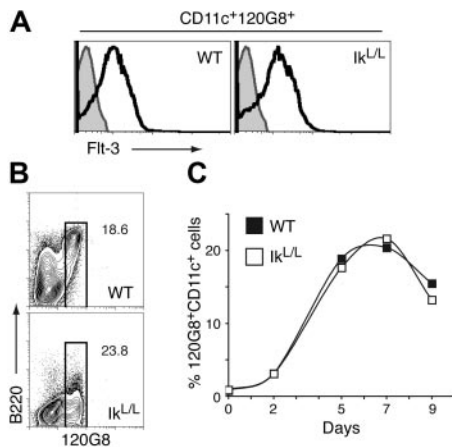 A
CD11c⁺120G8⁺
WT
Ik^L/L
Flt-3
B
18.6
WT
23.8
Ik^L/L
B220
120G8
C
WT
Ik^L/L
% 120G8⁺CD11c⁺ cells
20
10
0
0 2 5 7 9
Days